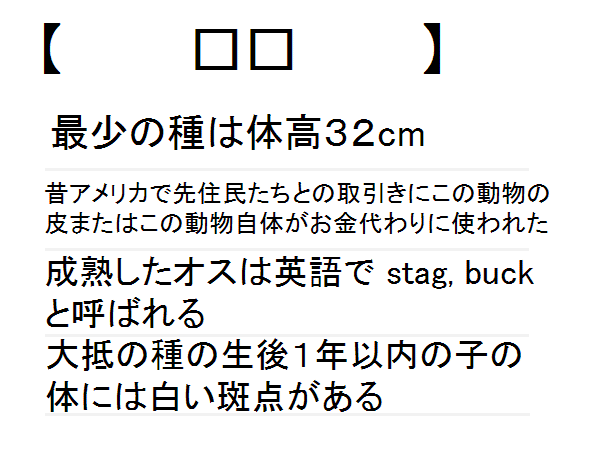 【　　　□□　　　】
最少の種は体高３２cm
昔アメリカで先住民たちとの取引きにこの動物の
皮またはこの動物自体がお金代わりに使われた
成熟したオスは英語で stag, buck
と呼ばれる
大抵の種の生後１年以内の子の
体には白い斑点がある